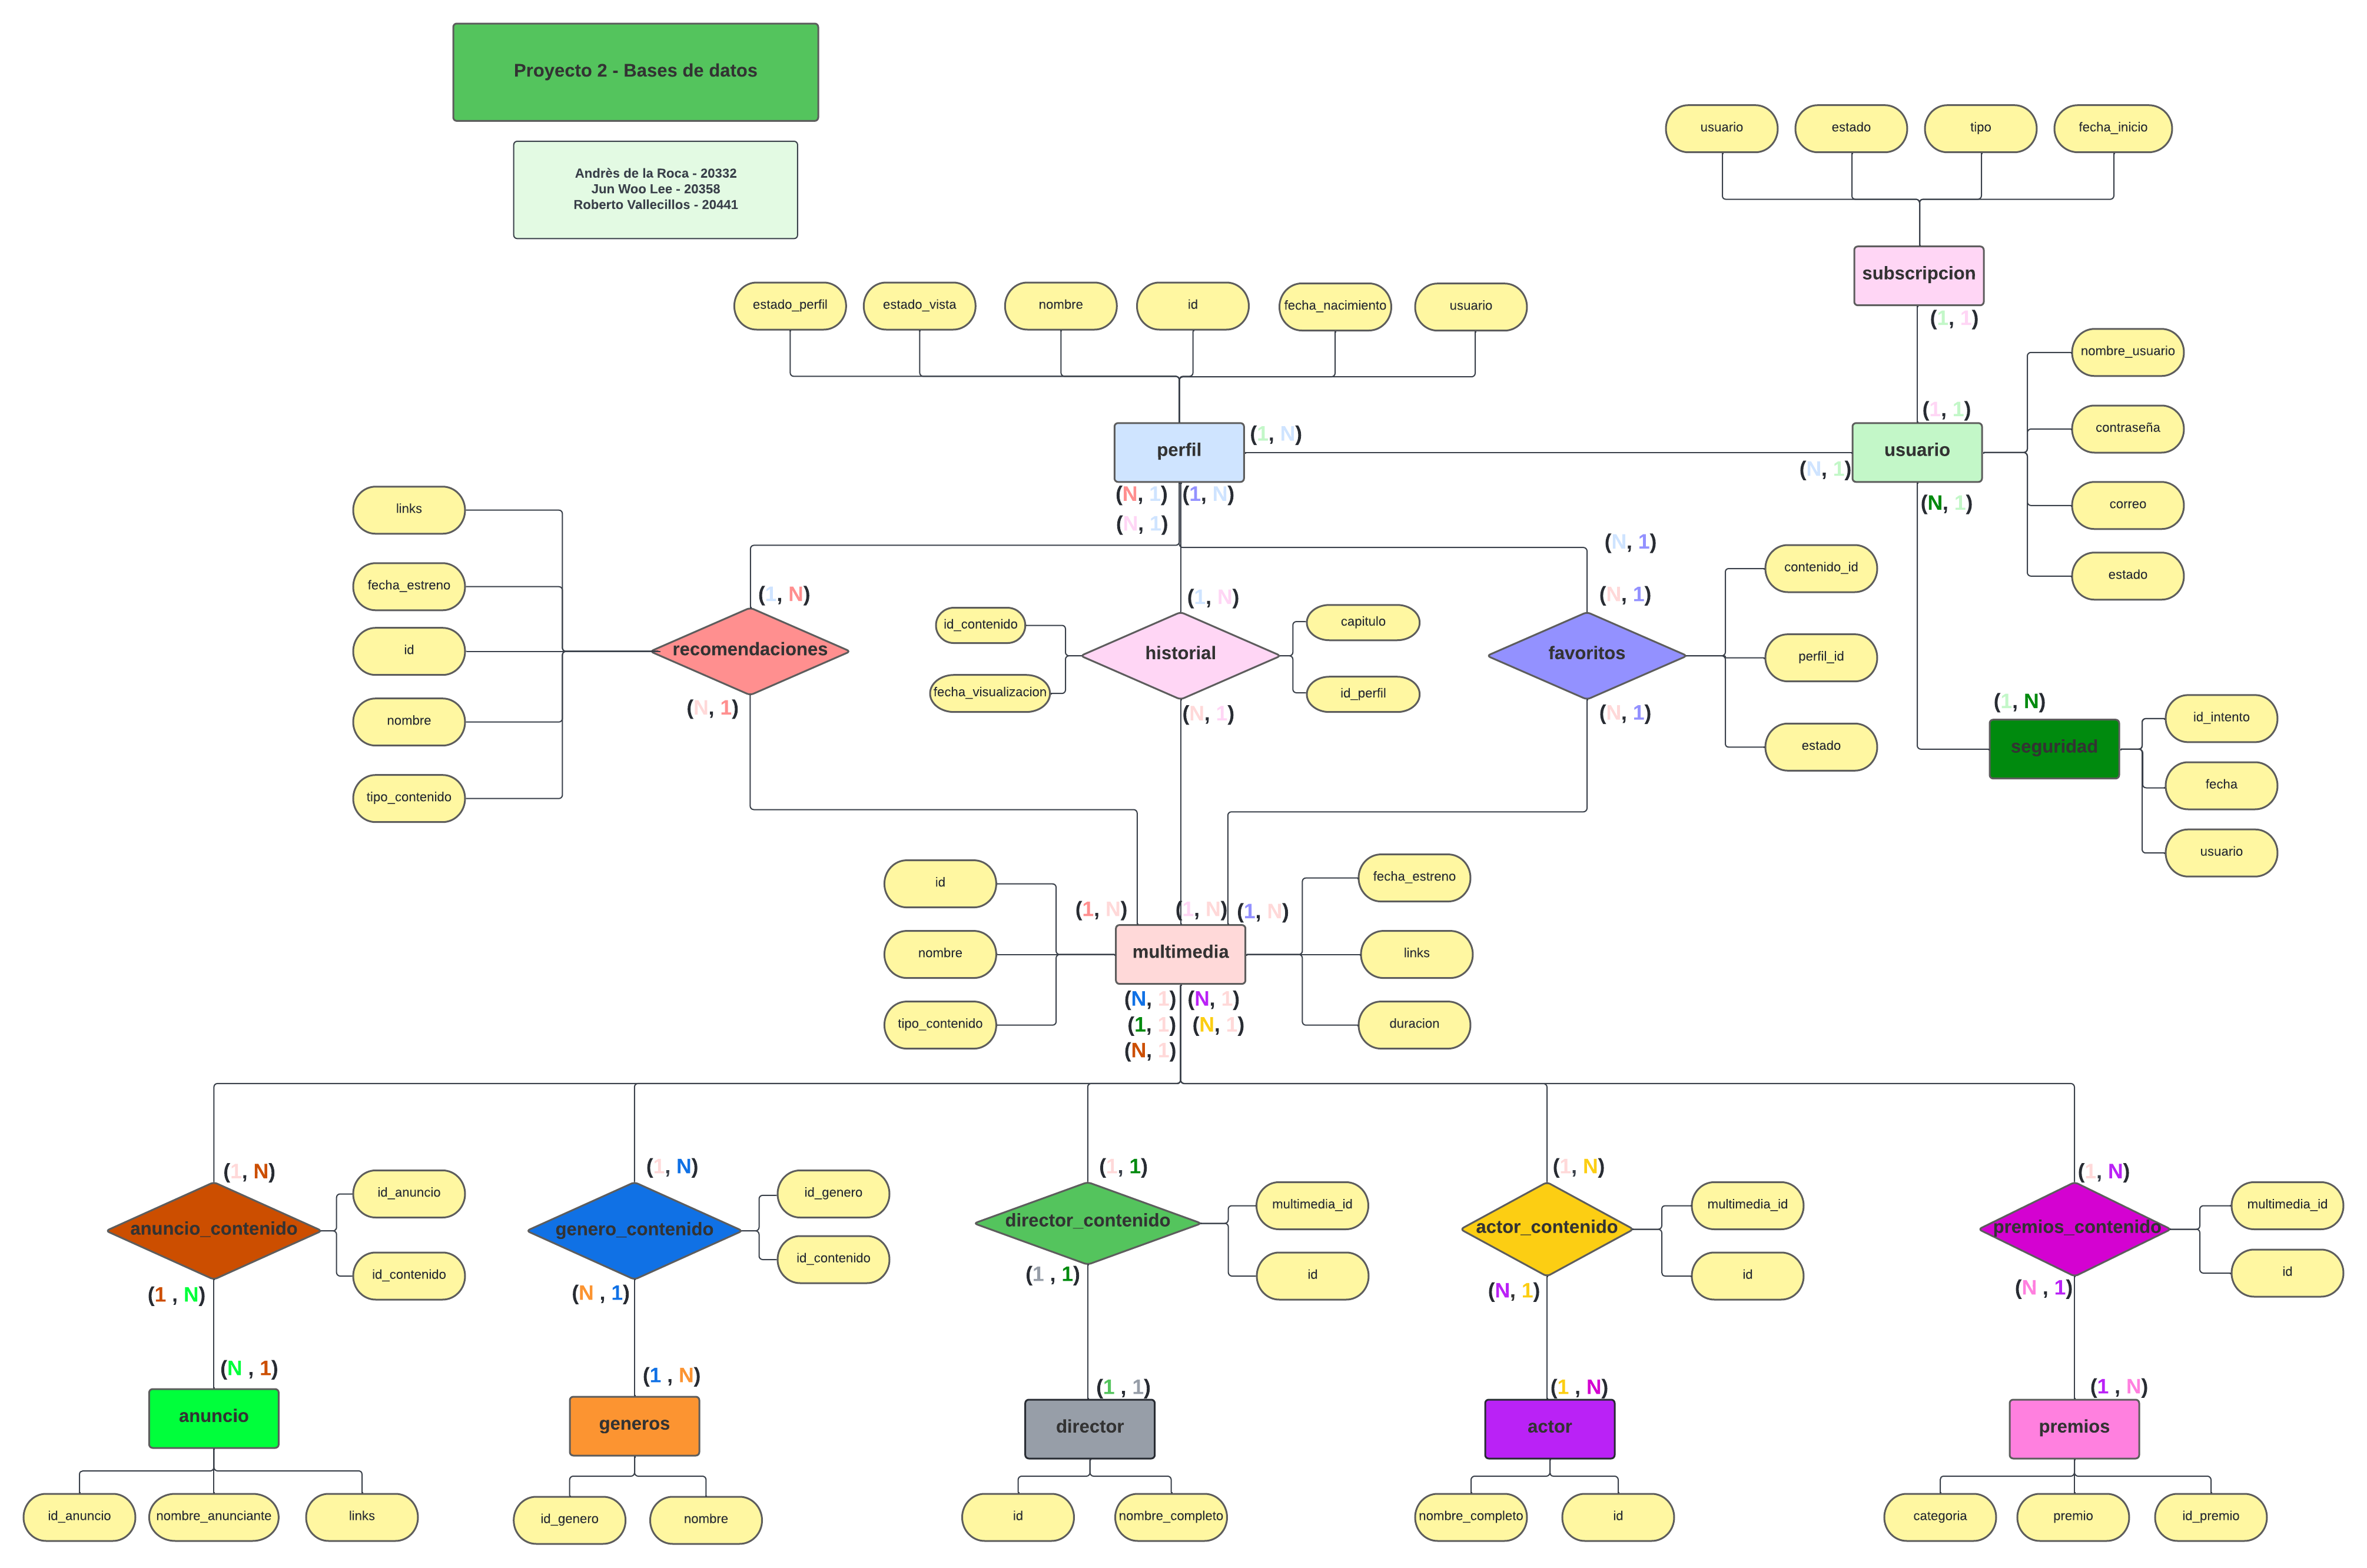 Proyecto 2 - Bases de datos
Andrès de la Roca - 20332
Jun Woo Lee - 20358
Roberto Vallecillos - 20441
usuario
estado
tipo
fecha_inicio
subscripcion
(1, 1)
estado_perfil
estado_vista
nombre
id
fecha_nacimiento
usuario
nombre_usuario
contraseña
correo
estado
(1, 1)
perfil
(1, N)
usuario
(N, 1)
(N, 1)
(1, N)
(N, 1)
(N, 1)
links
fecha_estreno
id
nombre
tipo_contenido
(1, N)
recomendaciones
(N, 1)
id_contenido
fecha_visualizacion
(1, N)
historial
(N, 1)
capitulo
id_perfil
(N, 1)
(N, 1)
favoritos
(N, 1)
contenido_id
perfil_id
estado
(1, N)
seguridad
id_intento
fecha
usuario
id
nombre
tipo_contenido
(1, N)
(1, N)
(1, N)
multimedia
fecha_estreno
links
duracion
(N, 1)
(N, 1)
(1, 1)
(N, 1)
(N, 1)
(1, N)
anuncio_contenido
id_anuncio
id_contenido
(1 , N)
(1, N)
genero_contenido
id_genero
id_contenido
(N , 1)
(1, 1)
director_contenido
multimedia_id
id
(1 , 1)
(1, N)
actor_contenido
multimedia_id
id
(N, 1)
(1, N)
premios_contenido
multimedia_id
id
(N , 1)
(N , 1)
anuncio
id_anuncio
nombre_anunciante
links
(1 , N)
generos
id_genero
nombre
(1 , 1)
director
id
nombre_completo
(1 , N)
actor
nombre_completo
id
(1 , N)
premios
categoria
premio
id_premio